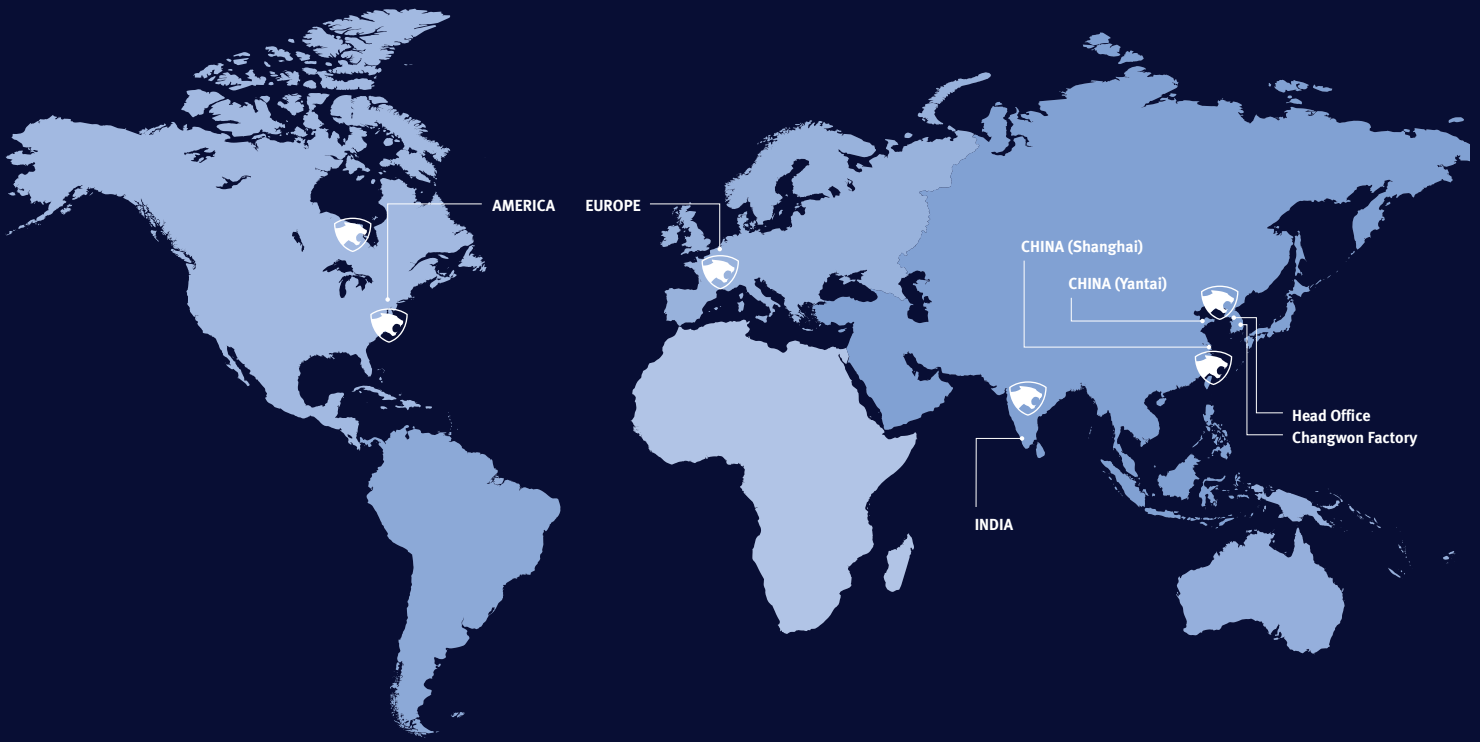 AMERICA
EUROPE
CHINA (Shanghai)
CHINA (Yantai)
Head Office
Changwon Factory
INDIA